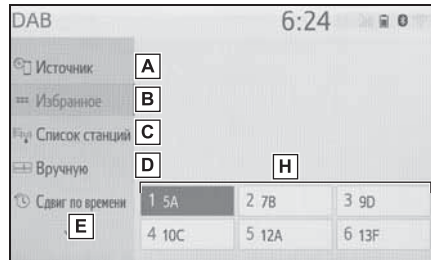 DAB 6:24
Источник A
Избранное B
Список станций C
Вручную D H
Сдвиг по времени
E
1 5A 2 7B 3 9D
4 10C 5 12A 6 13F